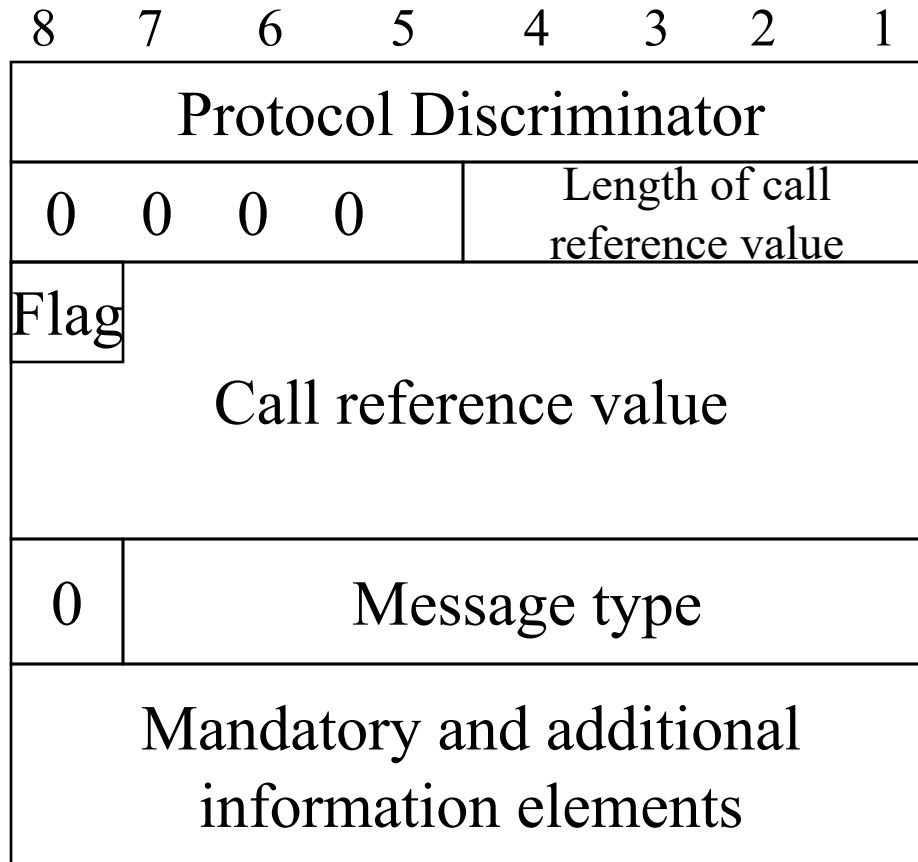 8 7 6 5 4 3 2 1
Protocol Discriminator
0 0 0 0
Length of call
reference value
Flag
Call reference value
0
Message type
Mandatory and additional
information elements